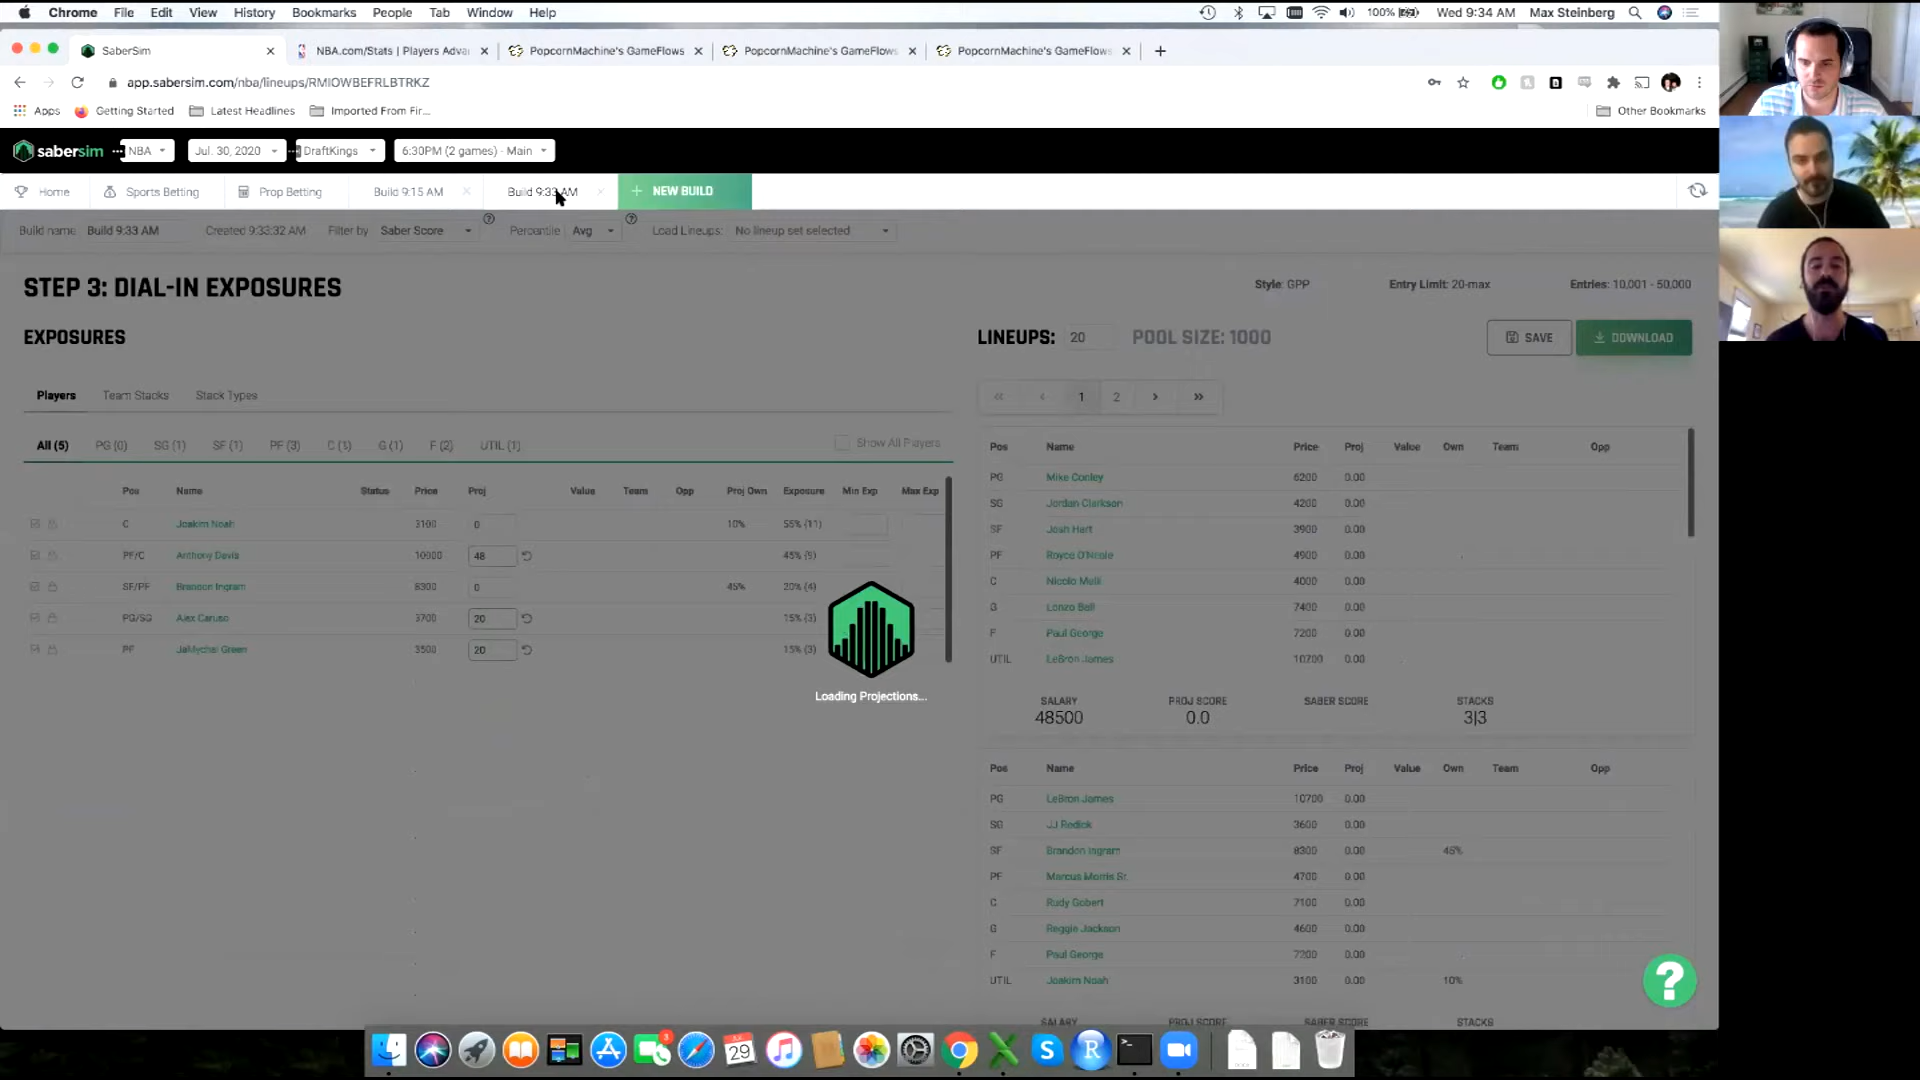 Chrome File Edit View History Bookmarks People Tab Window Help 100% Wed 9:34 AM Max Steinberg
SaberSim NBA.com/Stats | Players Adva PopcornMachine's GameFlows PopcornMachine's GameFlows PopcornMachine's GameFlows
app.sabersim.com/nba/lineups/RMIOWBEFRLBTRKZ
Apps Getting Started Latest Headlines Imported From Fir... Other Bookmarks
sabersim NBA Jul. 30, 2020 DraftKings 6:30PM (2 games) - Main
Home Sports Betting Prop Betting Build 9:15 AM Build 9:33 AM + NEW BUILD
Build name Build 9:33 AM Created 9:33:32 AM Filter by Saber Score Percentile Avg Load Lineups: No lineup set selected
STEP 3: DIAL-IN EXPOSURES
Style: GPP Entry Limit: 20-max Entries: 10,001 - 50,000
EXPOSURES
LINEUPS: 20 POOL SIZE: 1000 SAVE DOWNLOAD
Players Team Stacks Stack Types
1 2
All (5) PG (0) SG (1) SF (1) PF (3) C (1) G (1) F (2) UTIL (1) Show All Players
Pos Name Status Price Proj Value Team Opp Proj Own Exposure Min Exp Max Exp
C Joakim Noah 3100 0 10% 55% (11)
PF/C Anthony Davis 10000 48 45% (9)
SF/PF Brandon Ingram 8300 0 45% 20% (4)
PG/SG Alex Caruso 3700 20 15% (3)
PF JaMychal Green 3500 20 15% (3)
Loading Projections...
Pos Name Price Proj Value Own Team Opp
PG Mike Conley 6200 0.00
SG Jordan Clarkson 4200 0.00
SF Josh Hart 3900 0.00
PF Royce O'Neale 4900 0.00
C Nicolo Melli 4000 0.00
G Lonzo Ball 7400 0.00
F Paul George 7200 0.00
UTIL LeBron James 10700 0.00
SALARY PROJ SCORE SABER SCORE STACKS
48500 0.0 3|3
Pos Name Price Proj Value Own Team Opp
PG LeBron James 10700 0.00
SG JJ Redick 3600 0.00
SF Brandon Ingram 8300 0.00 45%
PF Marcus Morris Sr. 4700 0.00
C Rudy Gobert 7100 0.00
G Reggie Jackson 4600 0.00
F Paul George 7200 0.00
UTIL Joakim Noah 3100 0.00 10%
SALARY PROJ SCORE SABER SCORE STACKS
?
3
JUL 29
S
R